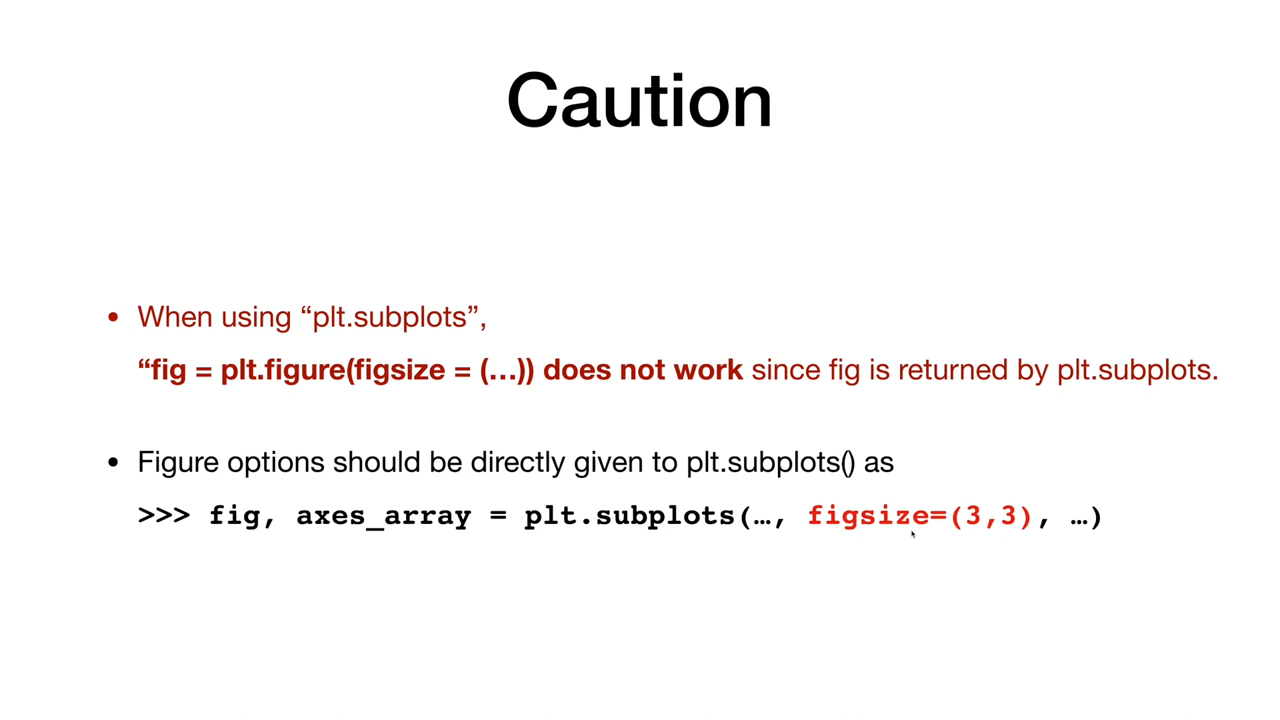 Caution
• When using “plt.subplots”,
“fig = plt.figure(figsize = (…)) does not work since fig is returned by plt.subplots.
• Figure options should be directly given to plt.subplots() as
>>> fig, axes_array = plt.subplots(…, figsize=(3,3), …)